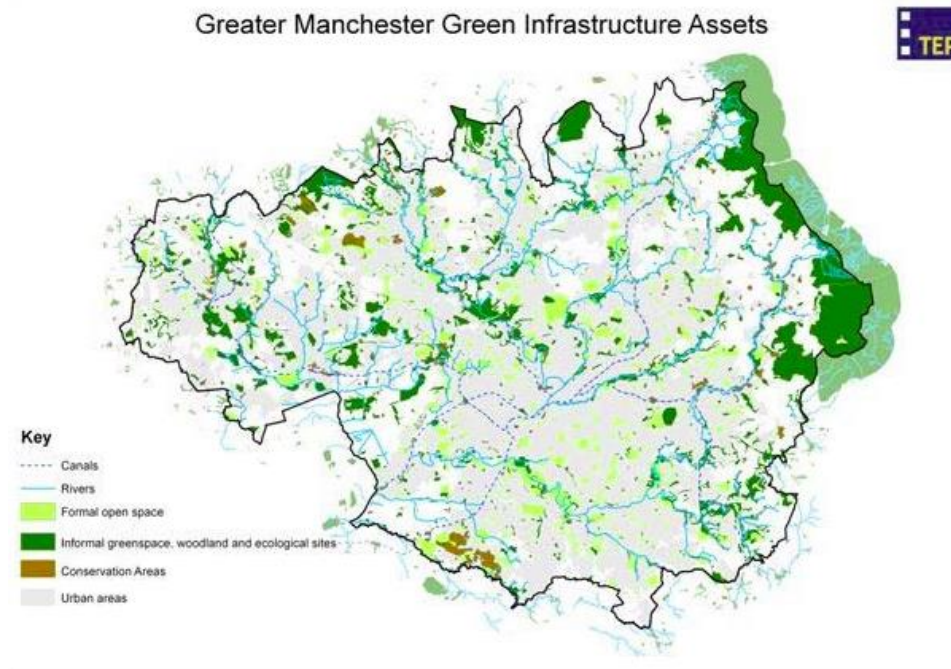 Greater Manchester Green Infrastructure Assets
TEP
Key
Canals
Rivers
Formal open space
Informal greenspace, woodland and ecological sites
Conservation Areas
Urban areas